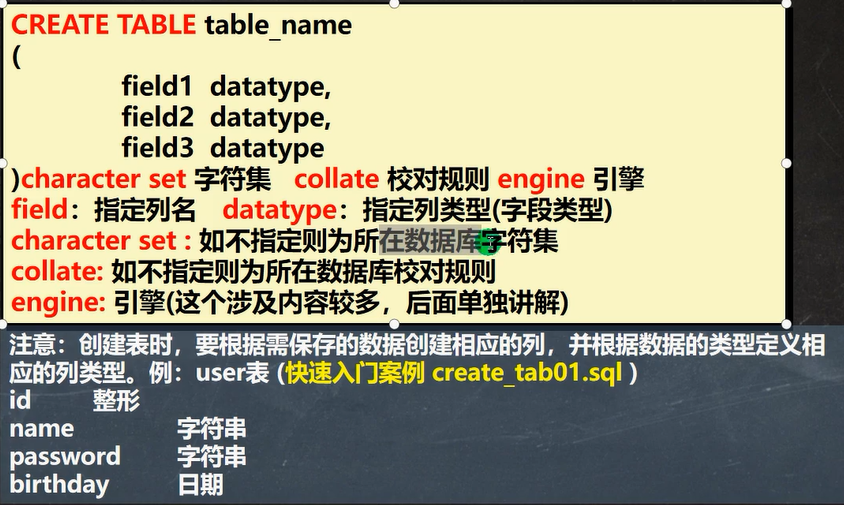 CREATE TABLE table_name
(
field1 datatype,
field2 datatype,
field3 datatype
)character set 字符集 collate 校对规则 engine 引擎
field：指定列名 datatype：指定列类型(字段类型)
character set : 如不指定则为所在数据库字符集
collate: 如不指定则为所在数据库校对规则
engine: 引擎(这个涉及内容较多，后面单独讲解)
注意：创建表时，要根据需保存的数据创建相应的列，并根据数据的类型定义相
应的列类型。例：user表 (快速入门案例 create_tab01.sql )
id 整形
name 字符串
password 字符串
birthday 日期